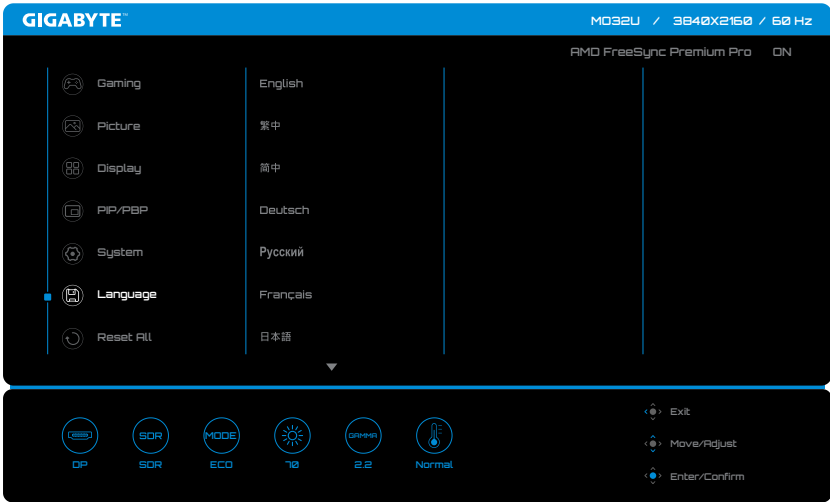 GIGABYTE™
MO32U / 3840X2160 / 60 Hz
AMD FreeSync Premium Pro ON
Gaming
English
Picture
繁中
Display
简中
PIP/PBP
Deutsch
System
Русский
Language
Français
Reset All
日本語
Exit
SDR
MODE
GAMMA
Move/Adjust
DP
SDR
ECO
70
2.2
Normal
Enter/Confirm